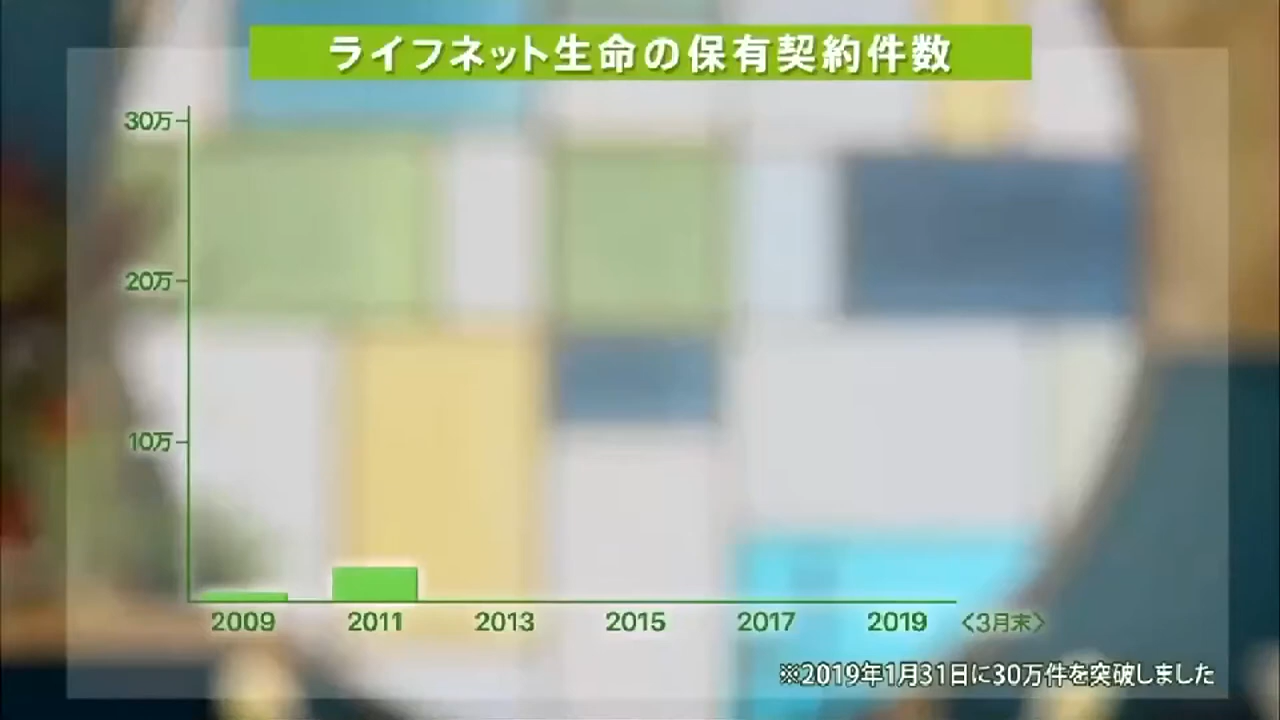 ライフネット生命の保有契約件数
30万
20万
10万
2009 2011 2013 2015 2017 2019 〈3月末〉
※2019年1月31日に30万件を突破しました